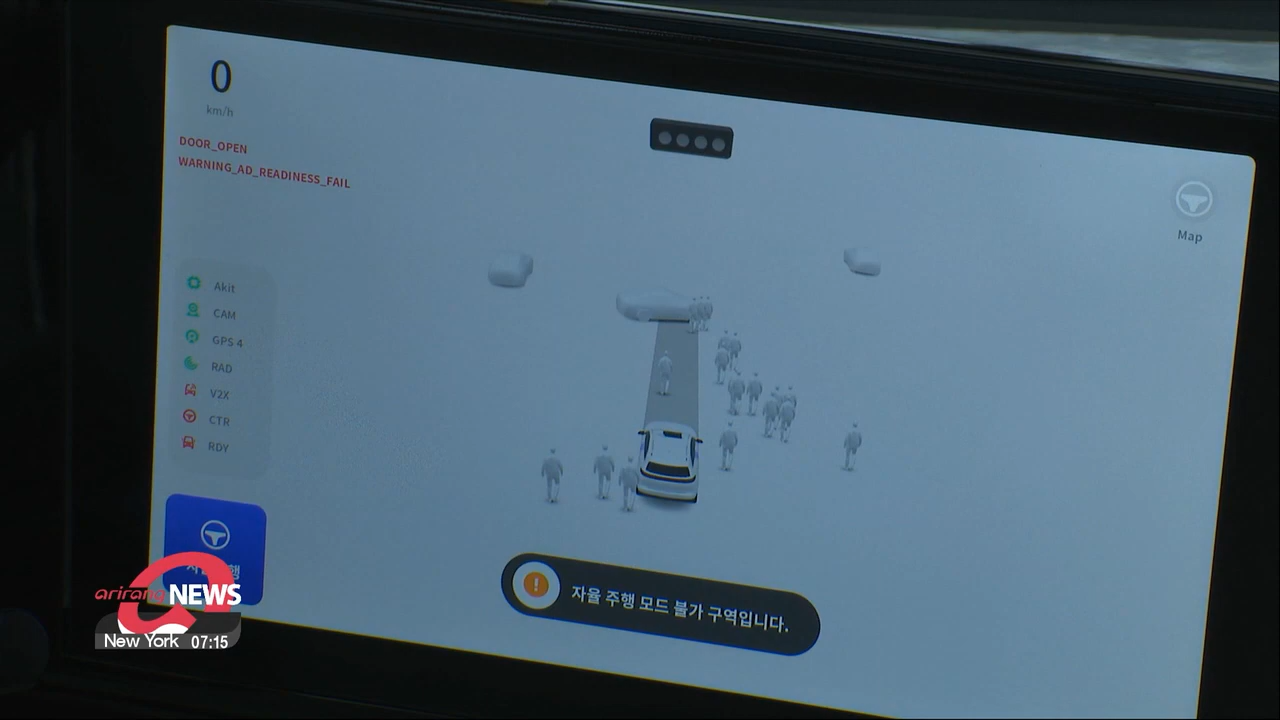 0
km/h
DOOR_OPEN
WARNING_AD_READINESS_FAIL
Map
Akit
CAM
GPS 4
RAD
V2X
CTR
RDY
자율 주행 모드 불가 구역입니다.
arirang NEWS
New York 07:15